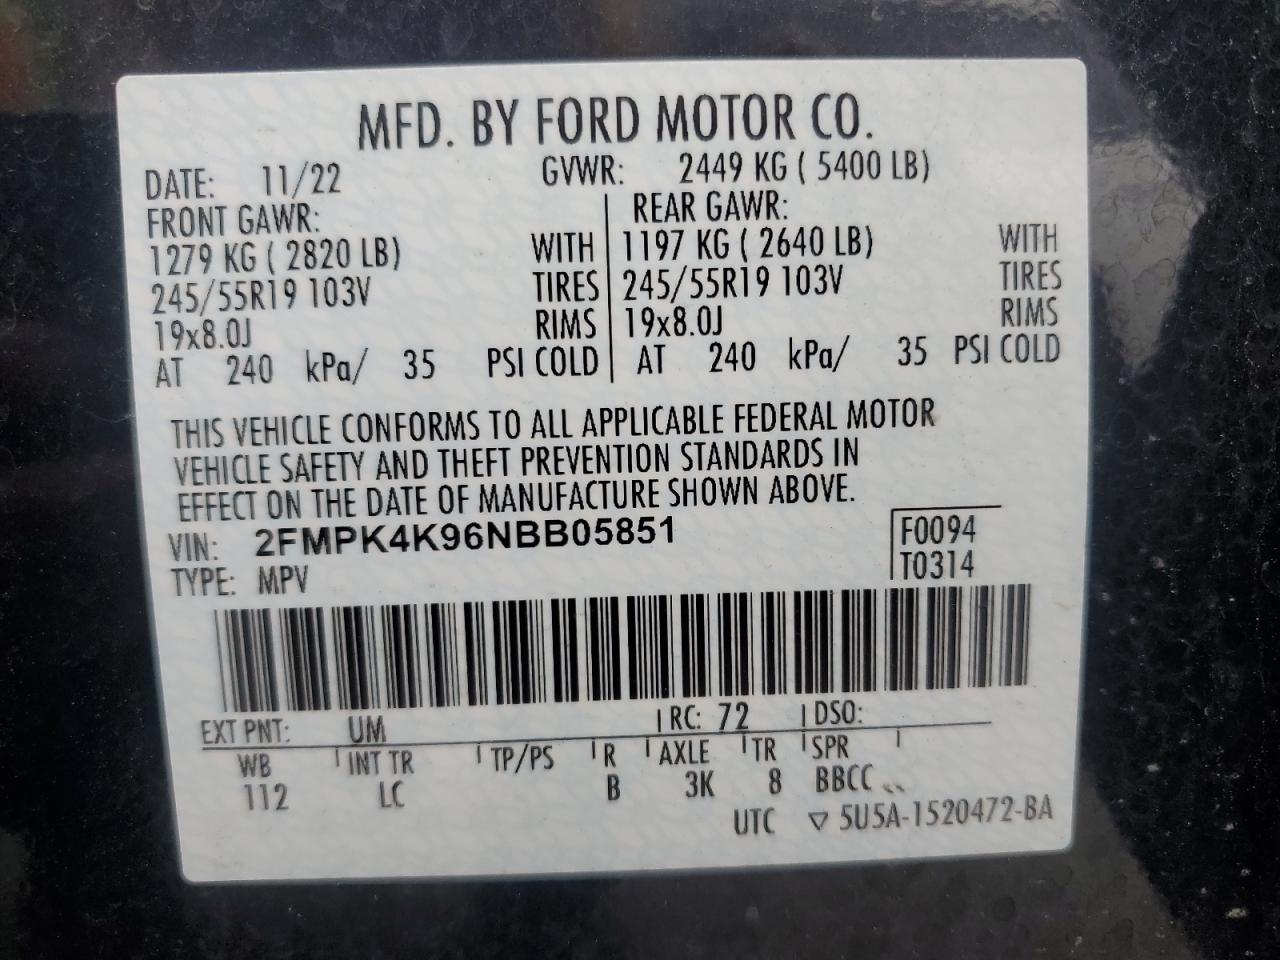 MFD. BY FORD MOTOR CO.
DATE: 11/22 GVWR: 2449 KG ( 5400 LB)
FRONT GAWR: REAR GAWR:
1279 KG ( 2820 LB) WITH 1197 KG ( 2640 LB) WITH
245/55R19 103V TIRES 245/55R19 103V TIRES
19x8.0J RIMS 19x8.0J RIMS
AT 240 kPa/ 35 PSI COLD AT 240 kPa/ 35 PSI COLD
THIS VEHICLE CONFORMS TO ALL APPLICABLE FEDERAL MOTOR
VEHICLE SAFETY AND THEFT PREVENTION STANDARDS IN
EFFECT ON THE DATE OF MANUFACTURE SHOWN ABOVE.
VIN: 2FMPK4K96NBB05851 F0094
TYPE: MPV T0314
EXT PNT: UM RC: 72 DSO:
WB INT TR TP/PS R AXLE TR SPR
112 LC B 3K 8 BBCC
UTC ▽ 5U5A-1520472-BA